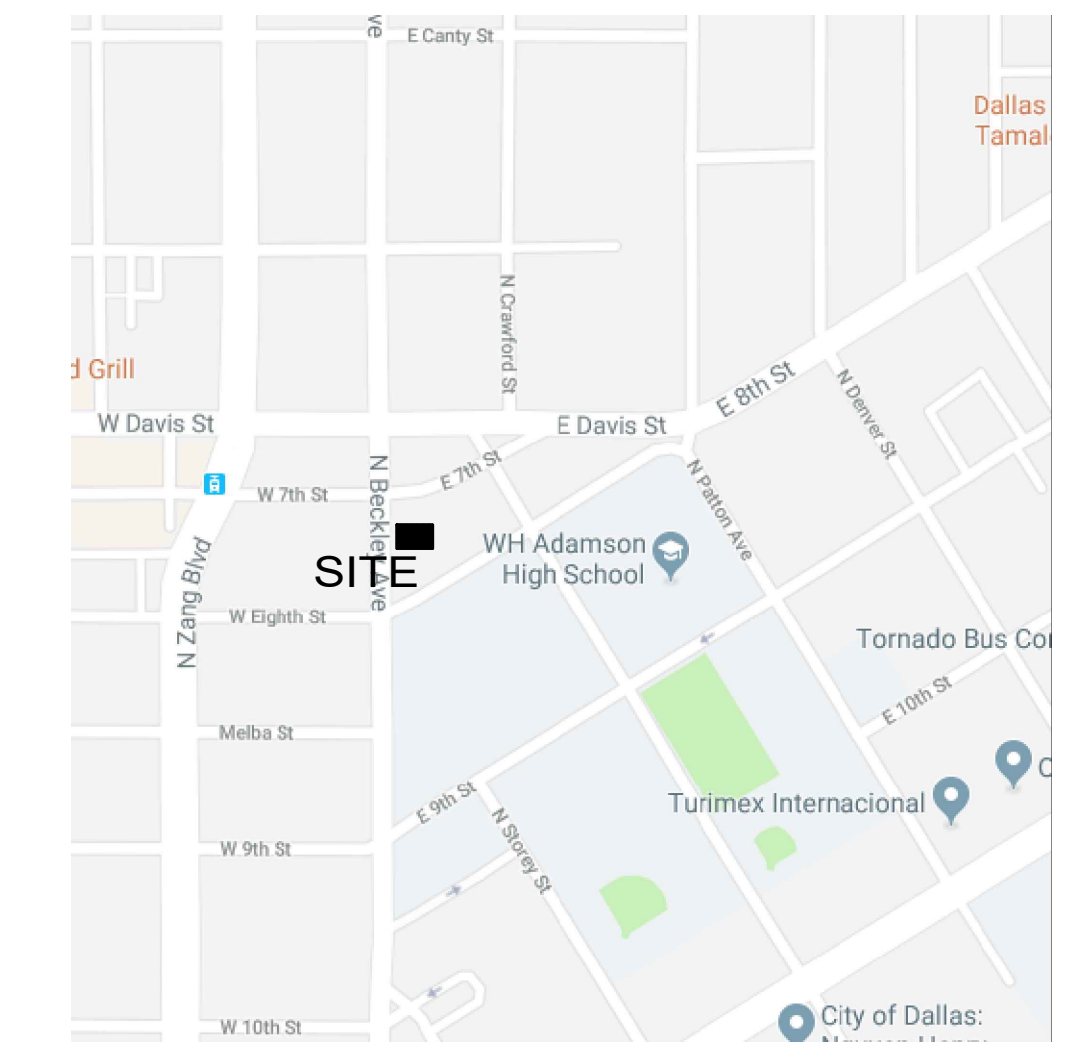 ve
E Canty St
Dallas
Tamal
N Crawford St
d Grill
W Davis St
E Davis St
E 8th St
N Denver St
N Beckley Ave
E 7th St
W 7th St
N Patton Ave
WH Adamson
High School
SITE
N Zang Blvd
W Eighth St
Tornado Bus Co
E 10th St
Melba St
E 9th St
Turimex Internacional
C
N Storey St
W 9th St
W 10th St
City of Dallas: